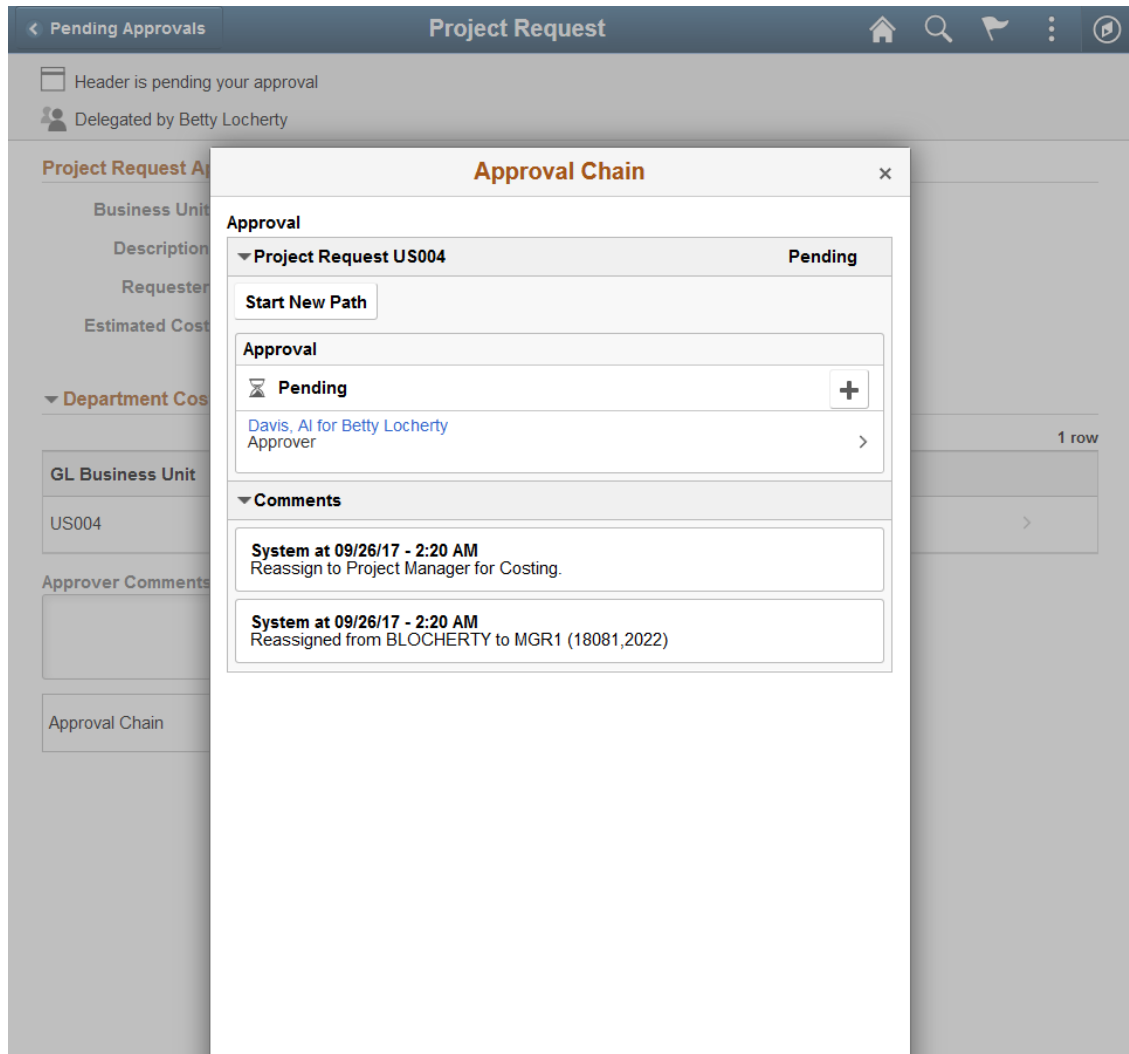 Pending Approvals
Project Request
Header is pending your approval
Delegated by Betty Locherty
Project Request A
Business Unit
Description
Requester
Estimated Cost
Department Cos
1 row
GL Business Unit
US004
Approver Comments
Approval Chain
Approval Chain
×
Approval
Project Request US004 Pending
Start New Path
Approval
Pending
Davis, Al for Betty Locherty
Approver
Comments
System at 09/26/17 - 2:20 AM
Reassign to Project Manager for Costing.
System at 09/26/17 - 2:20 AM
Reassigned from BLOCHERTY to MGR1 (18081,2022)